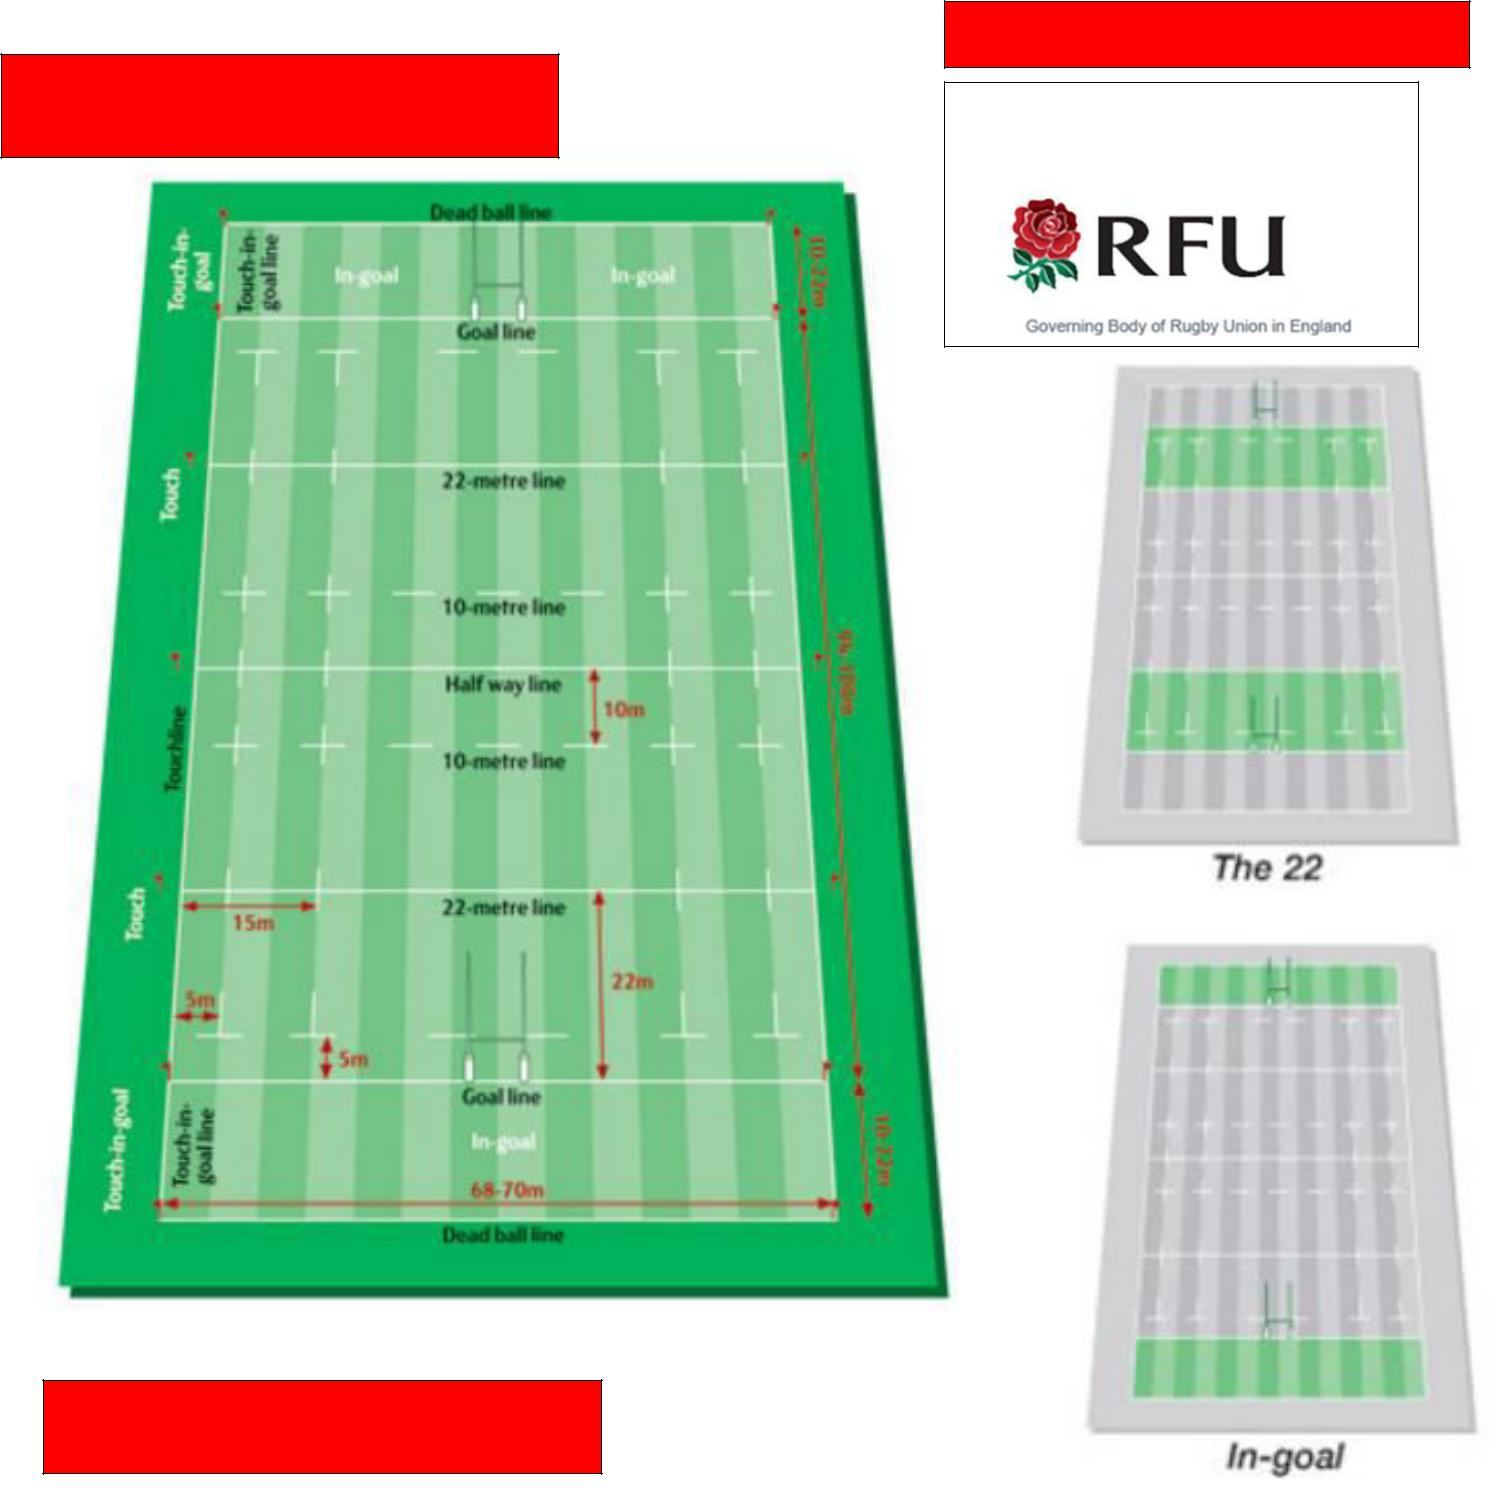 RFU
Governing Body of Rugby Union in England
Dead ball line
Touch-in-
goal
Touch-in-
goal line
In-goal
In-goal
10-22m
Goal line
22-metre line
Touch
10-metre line
Half way line
10m
94-100m
Touchline
10-metre line
22-metre line
15m
Touch
22m
5m
5m
Goal line
Touch-in-goal
Touch-in-
goal line
In-goal
10-22m
68-70m
Dead ball line
The 22
In-goal